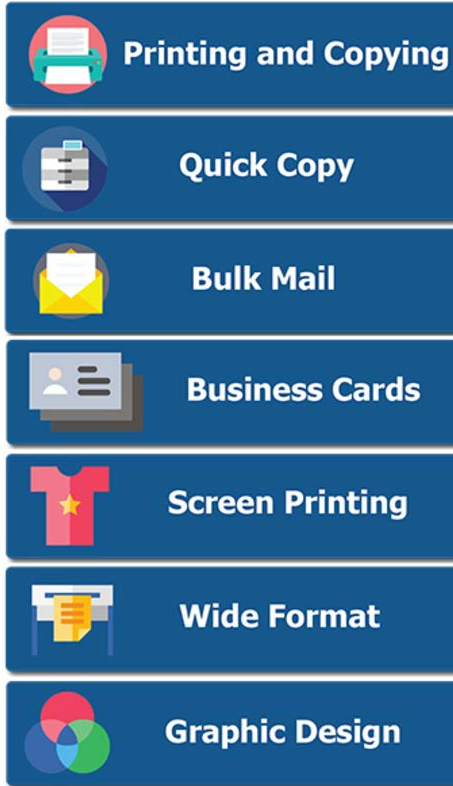 Printing and Copying
Quick Copy
Bulk Mail
Business Cards
Screen Printing
Wide Format
Graphic Design